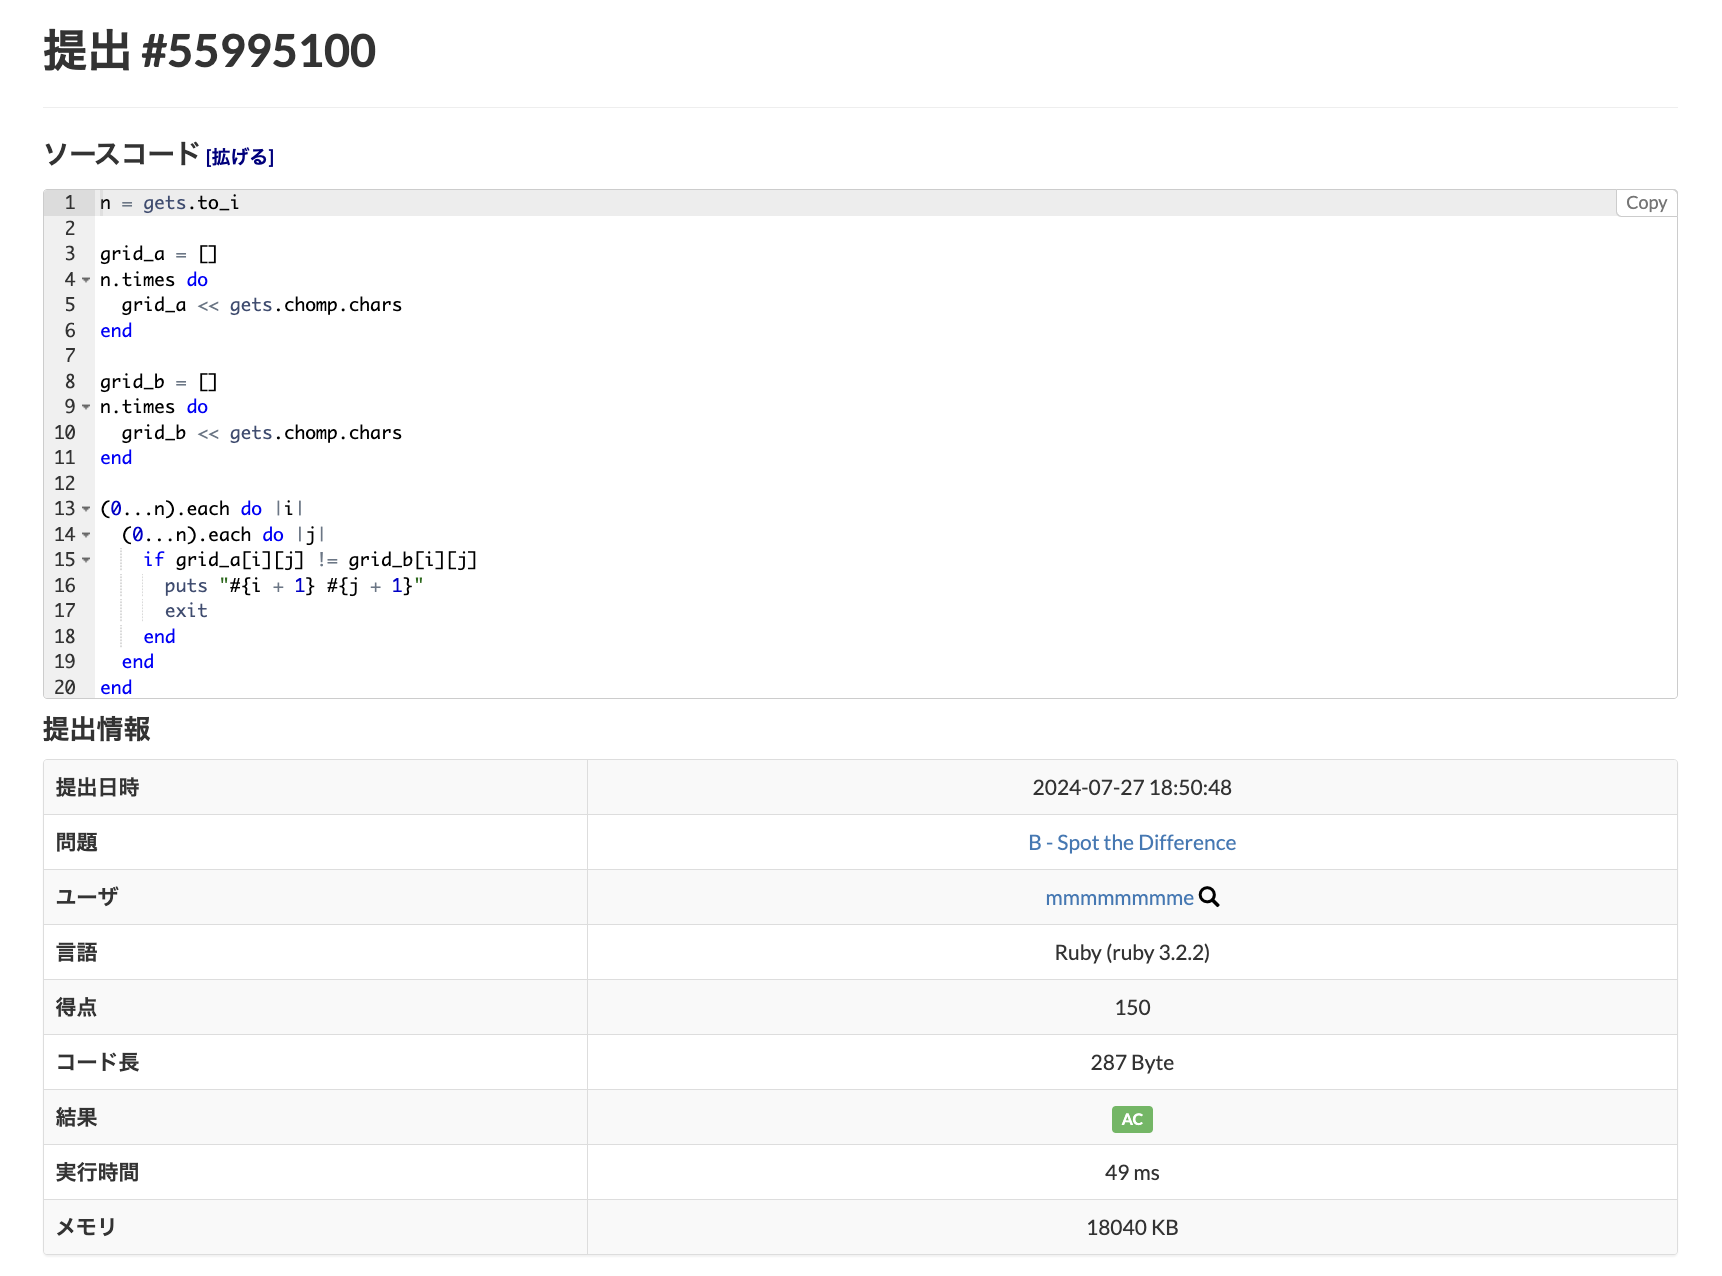 提出 #55995100
ソースコード [拡げる]
Copy
1 n = gets.to_i
2
3 grid_a = []
4 n.times do
5   grid_a << gets.chomp.chars
6 end
7
8 grid_b = []
9 n.times do
10   grid_b << gets.chomp.chars
11 end
12
13 (0...n).each do |i|
14   (0...n).each do |j|
15     if grid_a[i][j] != grid_b[i][j]
16       puts "#{i + 1} #{j + 1}"
17       exit
18     end
19   end
20 end
提出情報
提出日時 2024-07-27 18:50:48
問題 B - Spot the Difference
ユーザ mmmmmmmme
言語 Ruby (ruby 3.2.2)
得点 150
コード長 287 Byte
結果 AC
実行時間 49 ms
メモリ 18040 KB